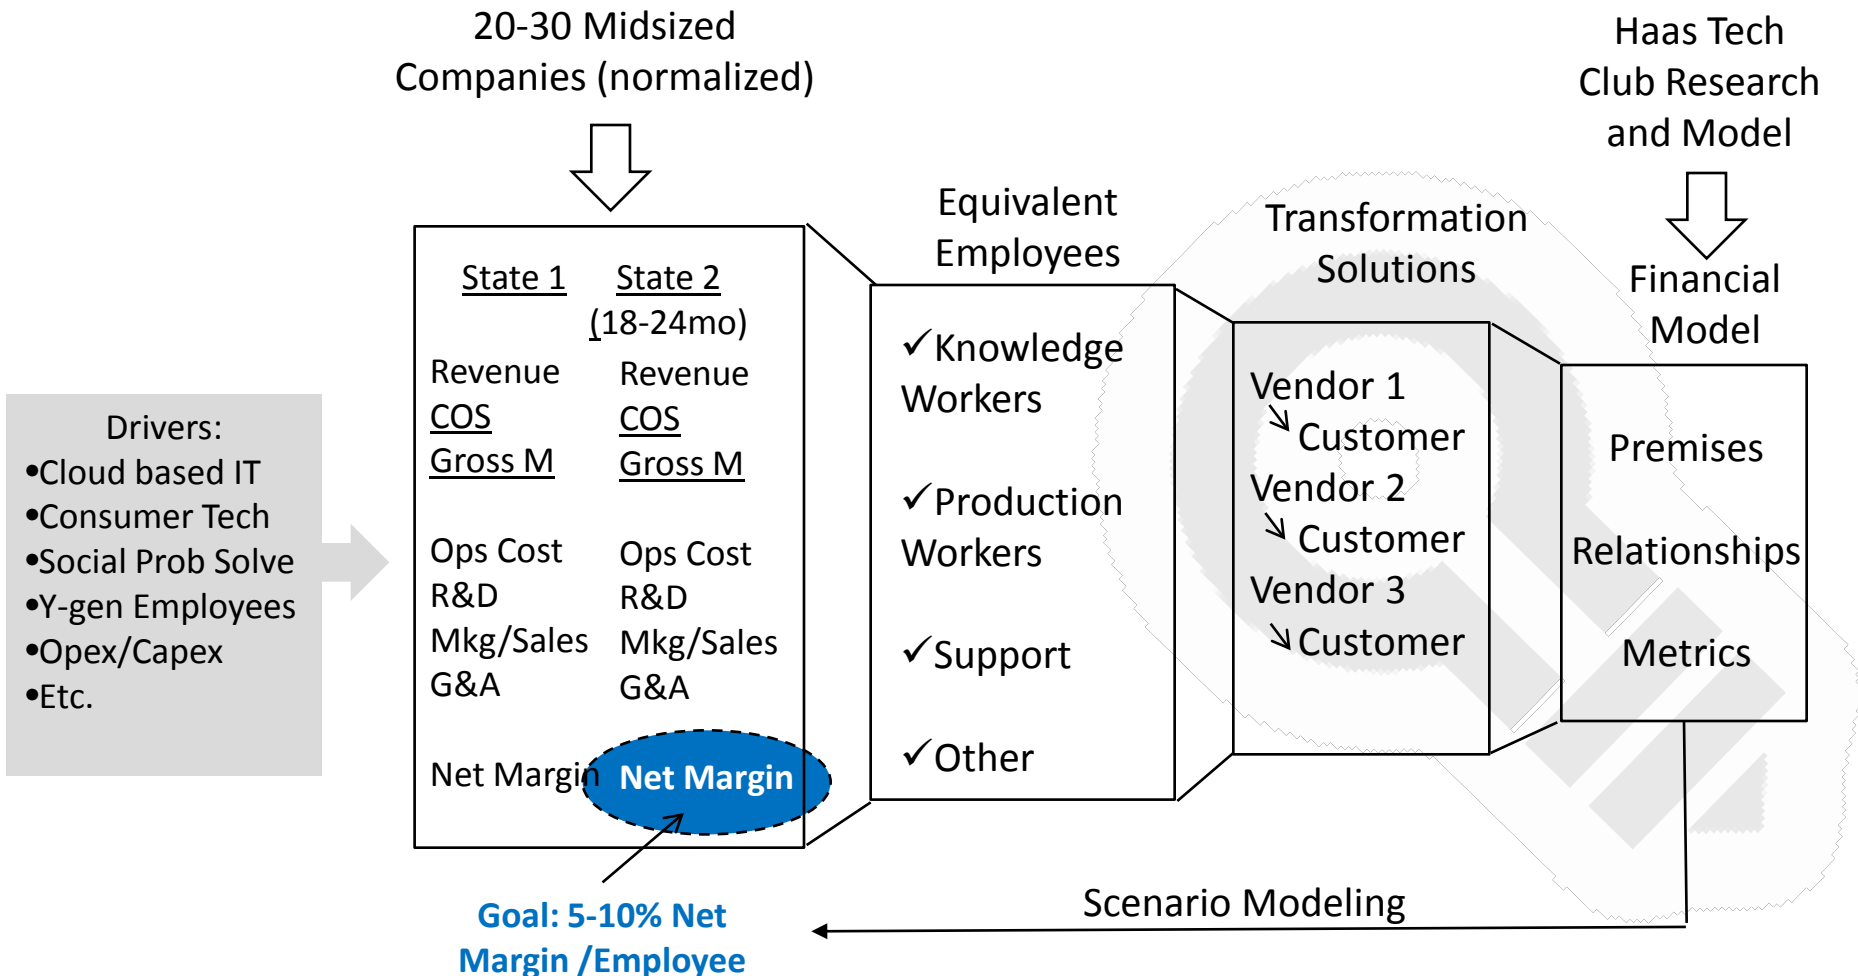 20-30 Midsized
Companies (normalized)
Haas Tech
Club Research
and Model
Equivalent
Employees
Transformation
Solutions
Financial
Model
Drivers:
•Cloud based IT
•Consumer Tech
•Social Prob Solve
•Y-gen Employees
•Opex/Capex
•Etc.
State 1
State 2
(18-24mo)
Revenue
COS
Gross M
Ops Cost
R&D
Mkg/Sales
G&A
Net Margin
Revenue
COS
Gross M
Ops Cost
R&D
Mkg/Sales
G&A
Net Margin
✓Knowledge
Workers
✓Production
Workers
✓Support
✓Other
Vendor 1
Customer
Vendor 2
Customer
Vendor 3
Customer
Premises
Relationships
Metrics
Scenario Modeling
Goal: 5-10% Net
Margin /Employee